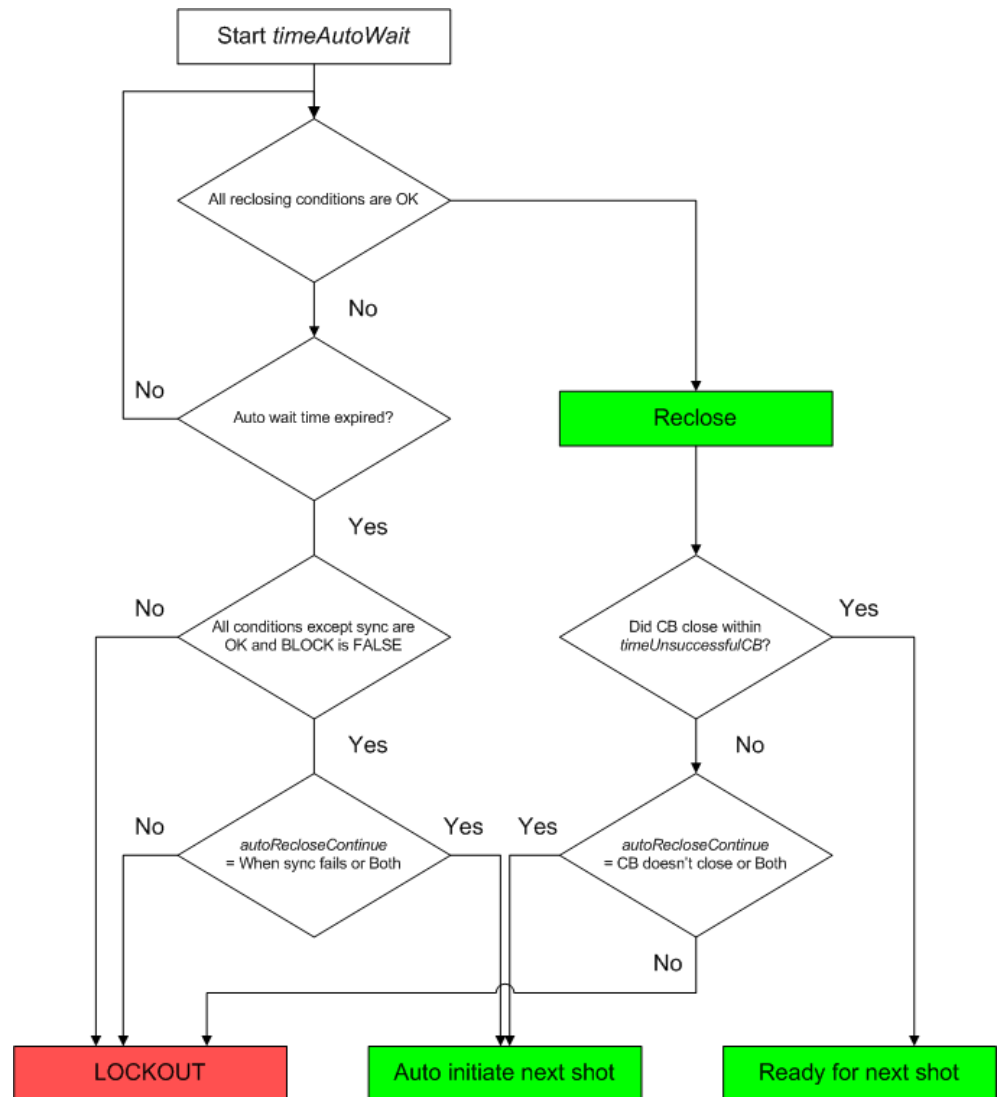 Start timeAutoWait
All reclosing conditions are OK
No
No
Auto wait time expired?
Reclose
Yes
No
All conditions except sync are
OK and BLOCK is FALSE
Did CB close within
timeUnsuccessfulCB?
Yes
Yes
No
No
autoRecloseContinue
= When sync fails or Both
Yes
Yes
autoRecloseContinue
= CB doesn't close or Both
No
LOCKOUT
Auto initiate next shot
Ready for next shot